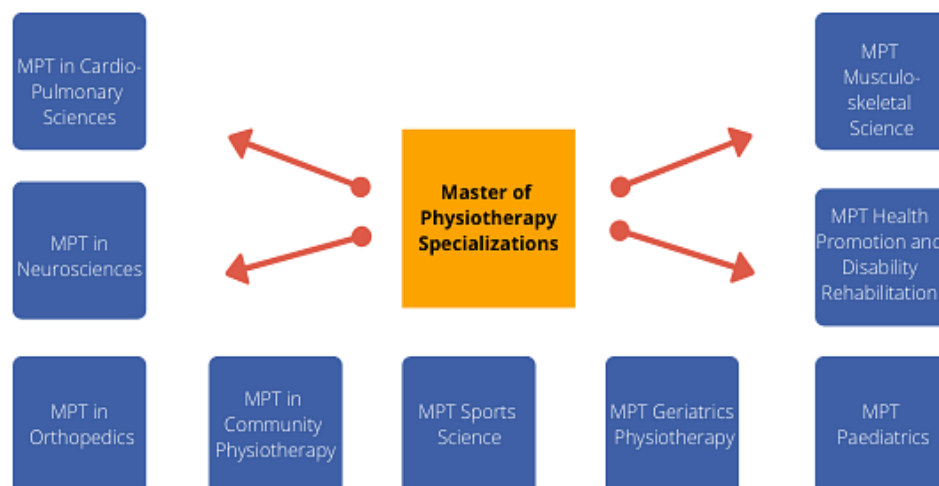 MPT in Cardio-
Pulmonary
Sciences
MPT
Musculo-
skeletal
Science
Master of
Physiotherapy
Specializations
MPT in
Neurosciences
MPT Health
Promotion and
Disability
Rehabilitation
MPT in
Orthopedics
MPT in
Community
Physiotherapy
MPT Sports
Science
MPT Geriatrics
Physiotherapy
MPT
Paediatrics